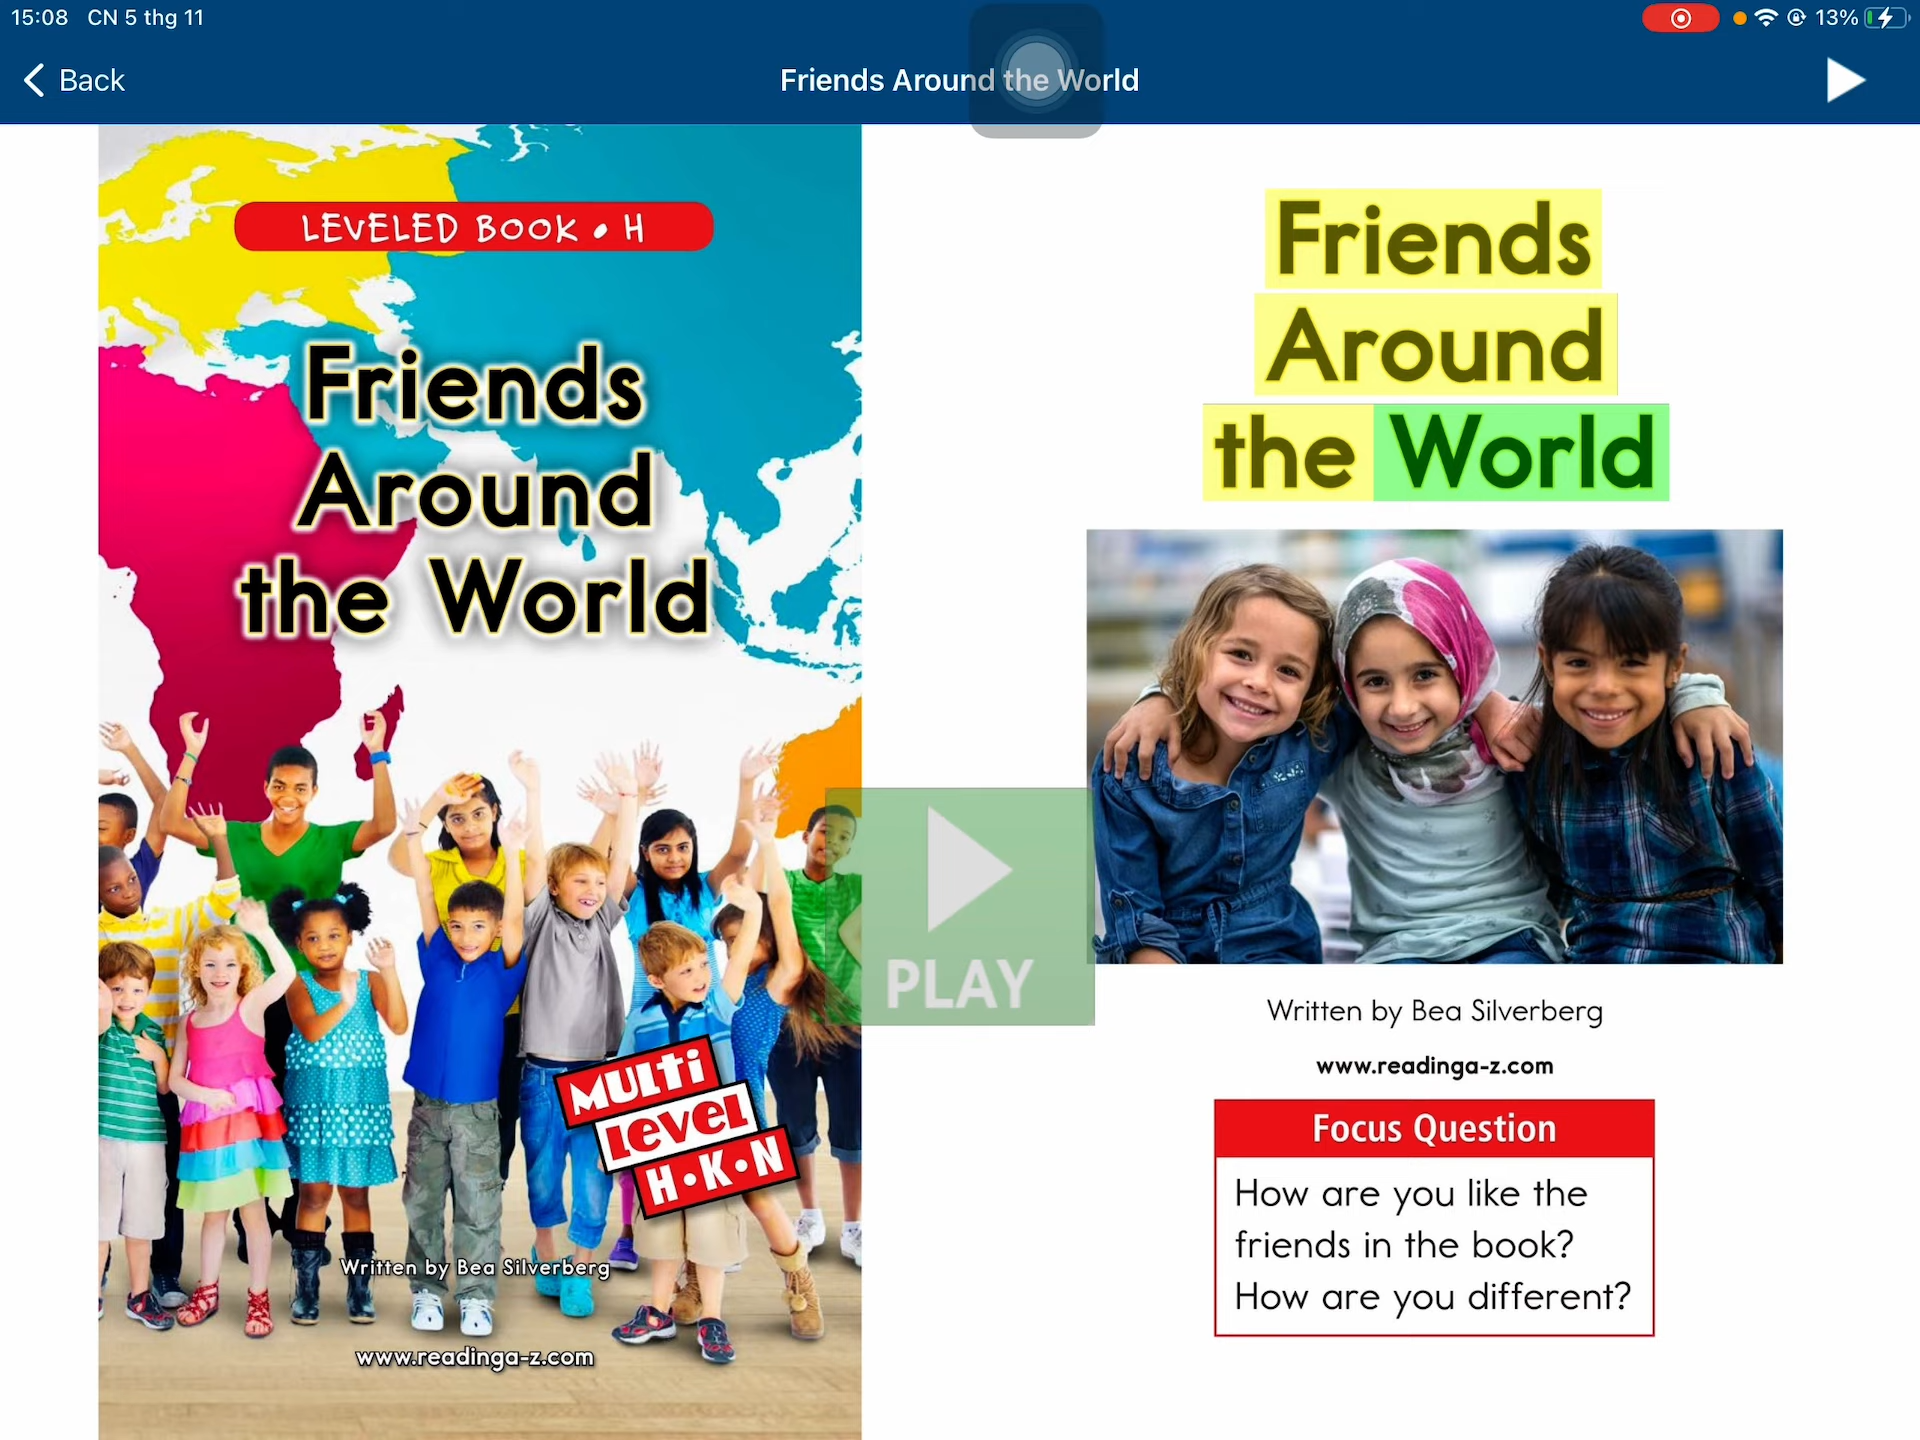 15:08 CN 5 thg 11
13%
Back
Friends Around the World
LEVELED BOOK • H
Friends
Around
the World
MULTI
LEVEL
H•K•N
Written by Bea Silverberg
www.readinga-z.com
PLAY
Friends
Around
the World
Written by Bea Silverberg
www.readinga-z.com
Focus Question
How are you like the
friends in the book?
How are you different?